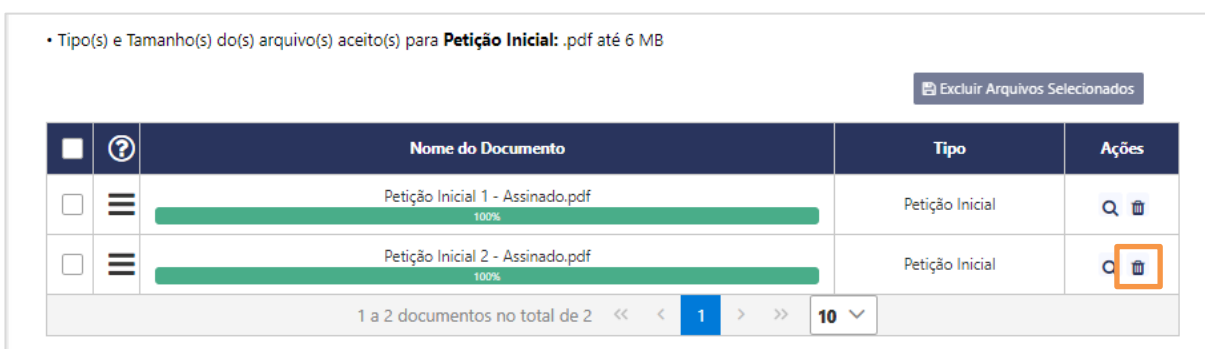 • Tipo(s) e Tamanho(s) do(s) arquivo(s) aceito(s) para Petição Inicial: .pdf até 6 MB
Excluir Arquivos Selecionados
Nome do Documento Tipo Ações
Petição Inicial 1 - Assinado.pdf
100%
Petição Inicial
Petição Inicial 2 - Assinado.pdf
100%
Petição Inicial
1 a 2 documentos no total de 2 « < 1 > » 10